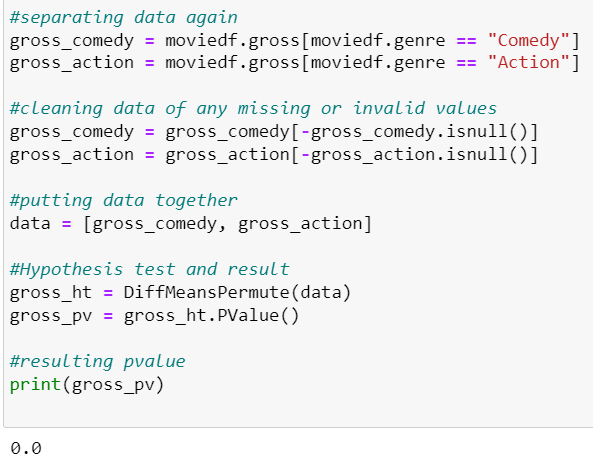 #separating data again
gross_comedy = moviedf.gross[moviedf.genre == "Comedy"]
gross_action = moviedf.gross[moviedf.genre == "Action"]
#cleaning data of any missing or invalid values
gross_comedy = gross_comedy[-gross_comedy.isnull()]
gross_action = gross_action[-gross_action.isnull()]
#putting data together
data = [gross_comedy, gross_action]
#Hypothesis test and result
gross_ht = DiffMeansPermute(data)
gross_pv = gross_ht.PValue()
#resulting pvalue
print(gross_pv)
0.0